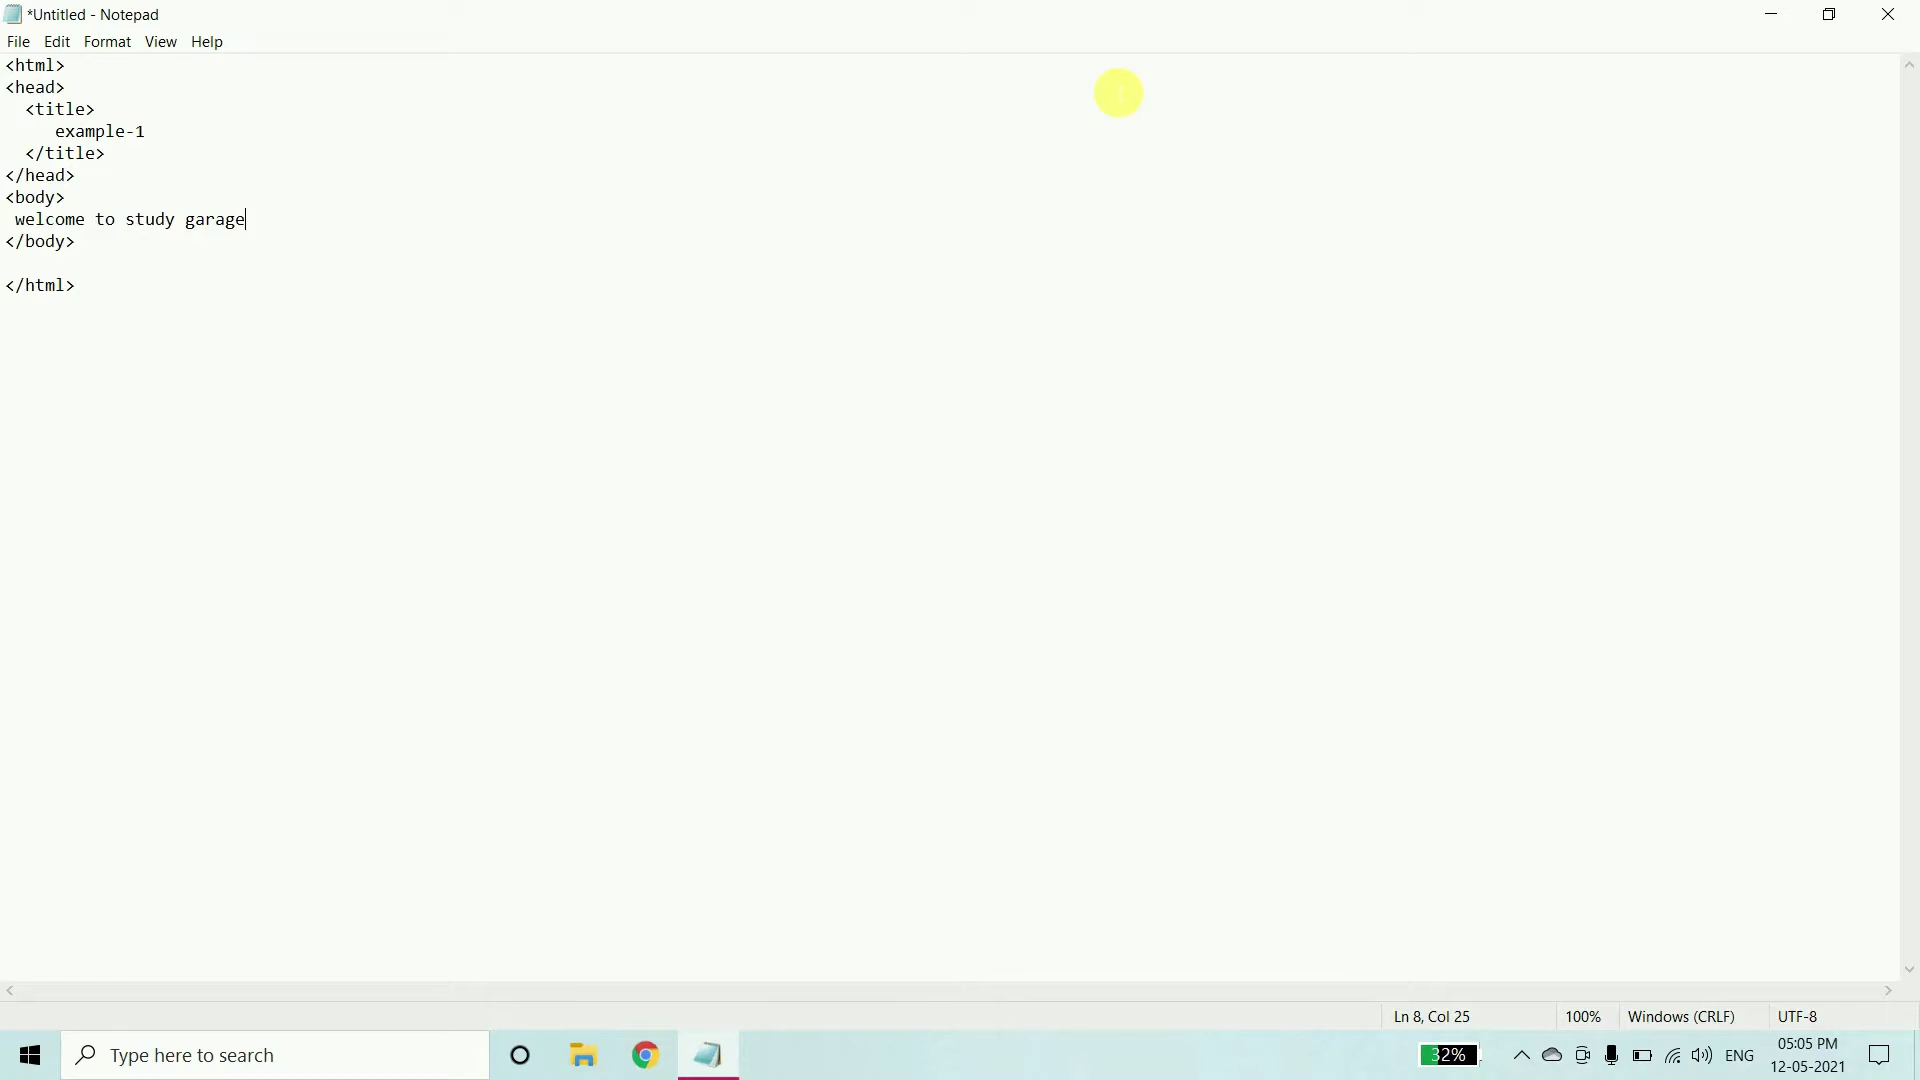 *Untitled - Notepad
File Edit Format View Help
<html>
<head>
  <title>
     example-1
  </title>
</head>
<body>
 welcome to study garage
</body>

</html>
Ln 8, Col 25 100% Windows (CRLF) UTF-8
Type here to search
32%
ENG
05:05 PM
12-05-2021